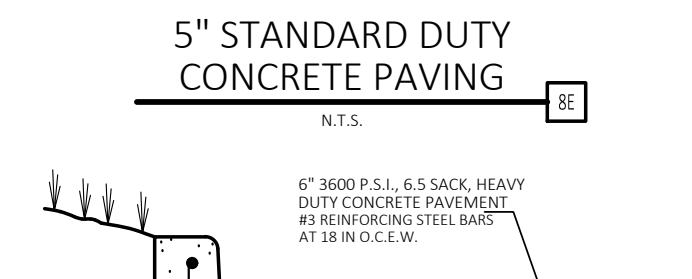 5" STANDARD DUTY
CONCRETE PAVING
8E
N.T.S.
6" 3600 P.S.I., 6.5 SACK, HEAVY
DUTY CONCRETE PAVEMENT
#3 REINFORCING STEEL BARS
AT 18 IN O.C.E.W.